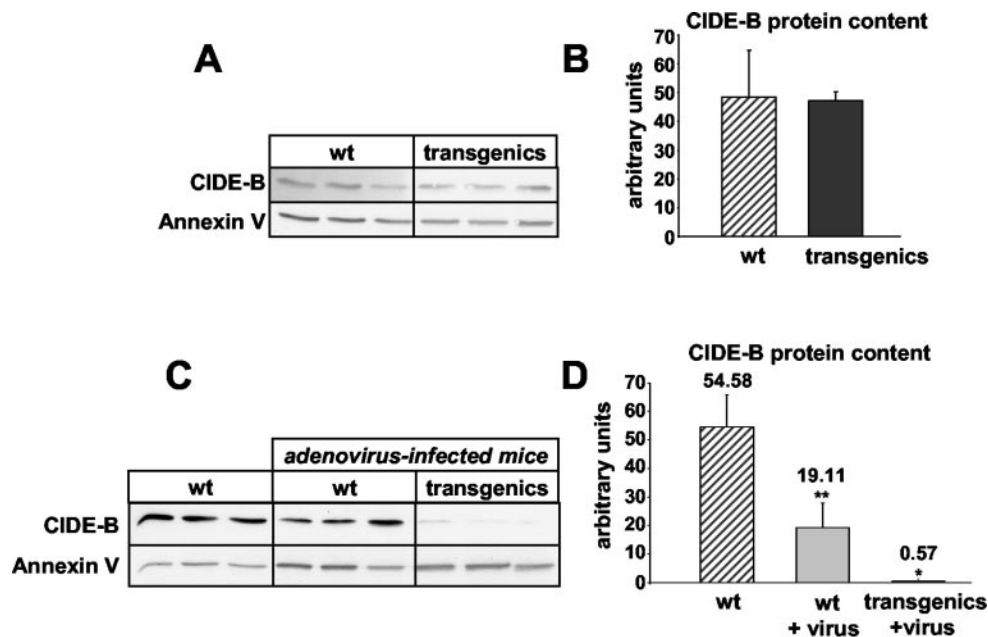 A
wt transgenics
CIDE-B
Annexin V
B
CIDE-B protein content
arbitrary units
70
60
50
40
30
20
10
0
wt transgenics
C
adenovirus-infected mice
wt wt transgenics
CIDE-B
Annexin V
D
CIDE-B protein content
arbitrary units
70
60
50
40
30
20
10
0
54.58
19.11
**
0.57
*
wt
wt
+ virus
transgenics
+virus